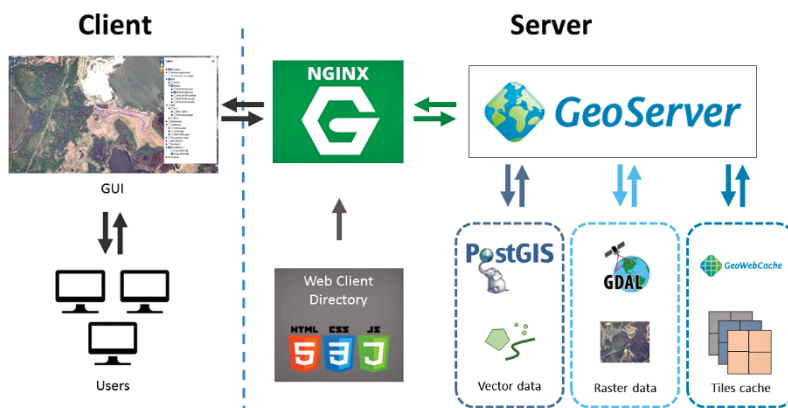 Client
Server
GUI
Users
NGINX
Web Client
Directory
HTML
CSS
JS
GeoServer
PostGIS
Vector data
GDAL
Raster data
GeoWebCache
Tiles cache